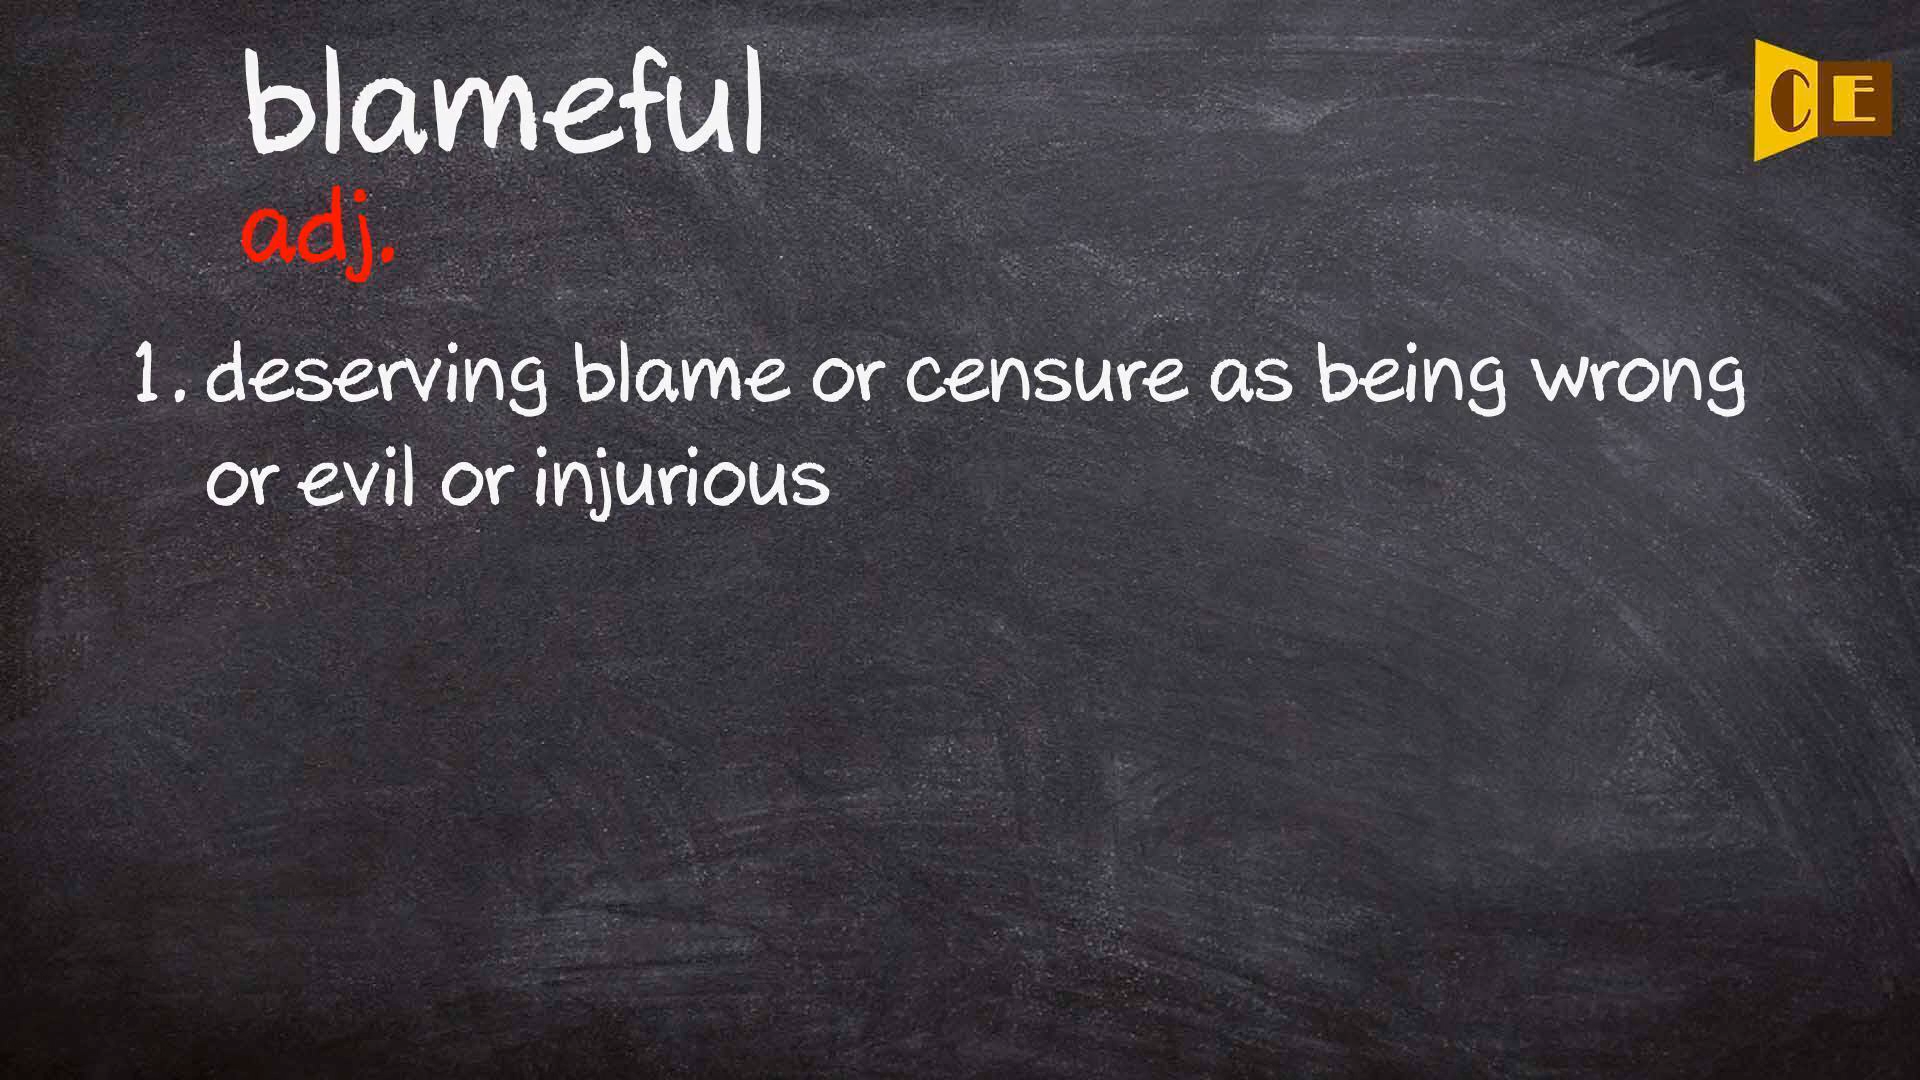 blameful
CE
adj.
1. deserving blame or censure as being wrong
or evil or injurious